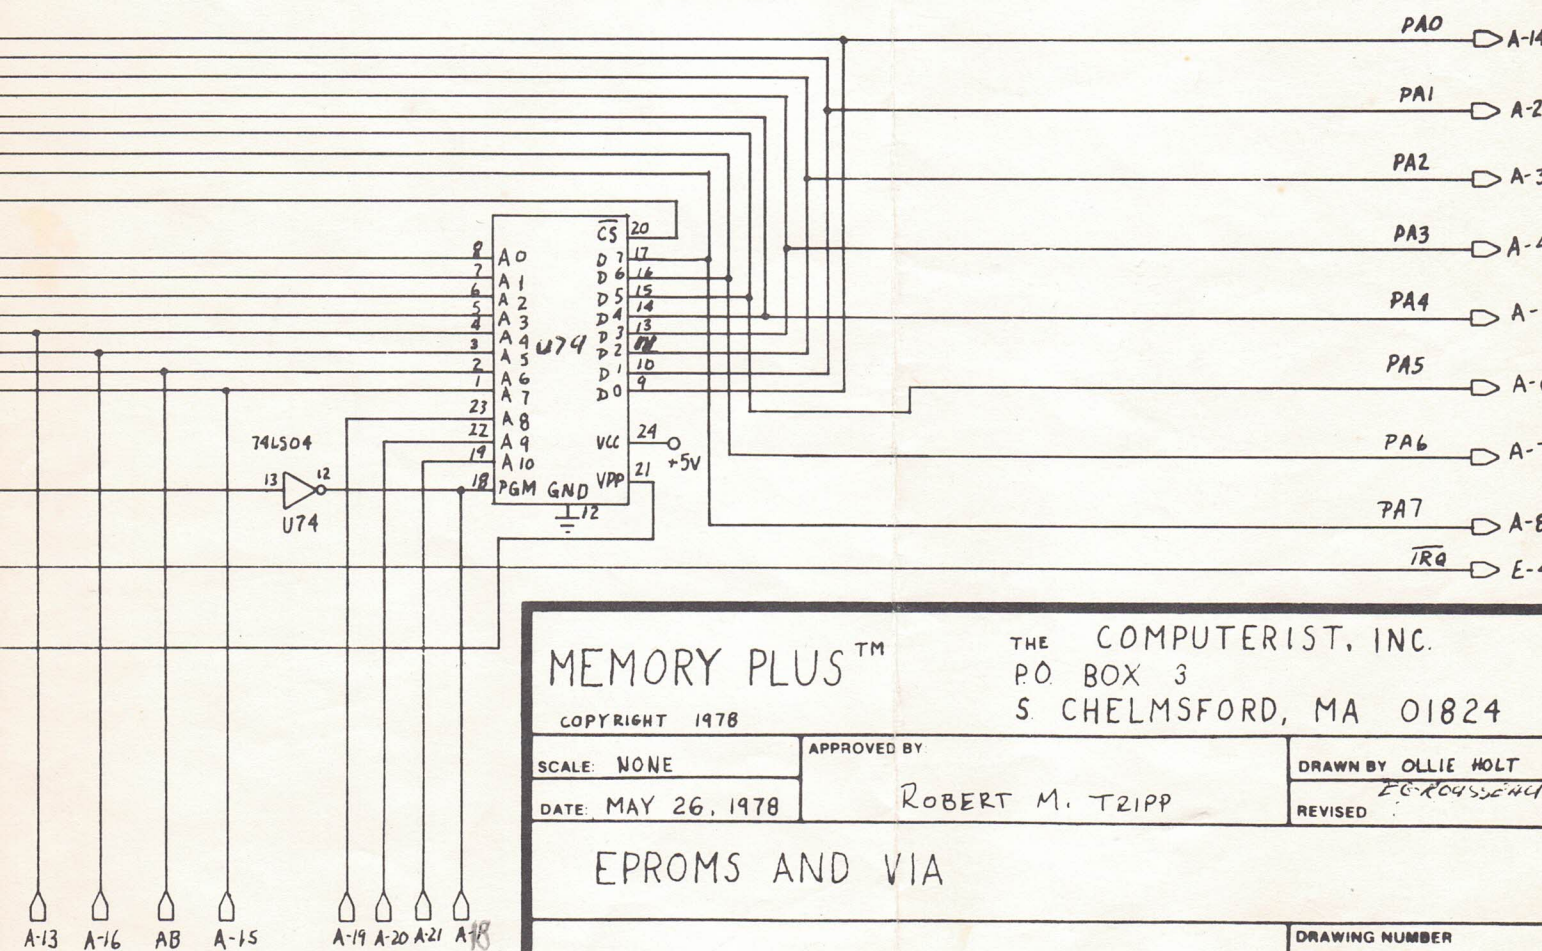 PA0
A-14
PA1
A-2
PA2
A-3
PA3
A-4
PA4
A-
PA5
A-6
PA6
A-7
PA7
A-8
IRQ
E-4
CS 20
8 A0 D7 17
7 A1 D6 16
6 A2 D5 15
5 A3 D4 14
4 A4 D3 13
3 A5 D2
2 A6 D1 10
1 A7 D0 9
U79
23 A8
22 A9 VCC 24
+5V
19 A10
18 PGM GND VPP 21
12
74LS04
13 12
U74
A-13 A-16 AB A-15 A-19 A-20 A-21 A-18
MEMORY PLUS™
COPYRIGHT 1978
THE COMPUTERIST, INC.
P.O. BOX 3
S. CHELMSFORD, MA 01824
SCALE: NONE
DATE: MAY 26, 1978
APPROVED BY
ROBERT M. TRIPP
DRAWN BY OLLIE HOLT
REVISED
EPROMS AND VIA
DRAWING NUMBER